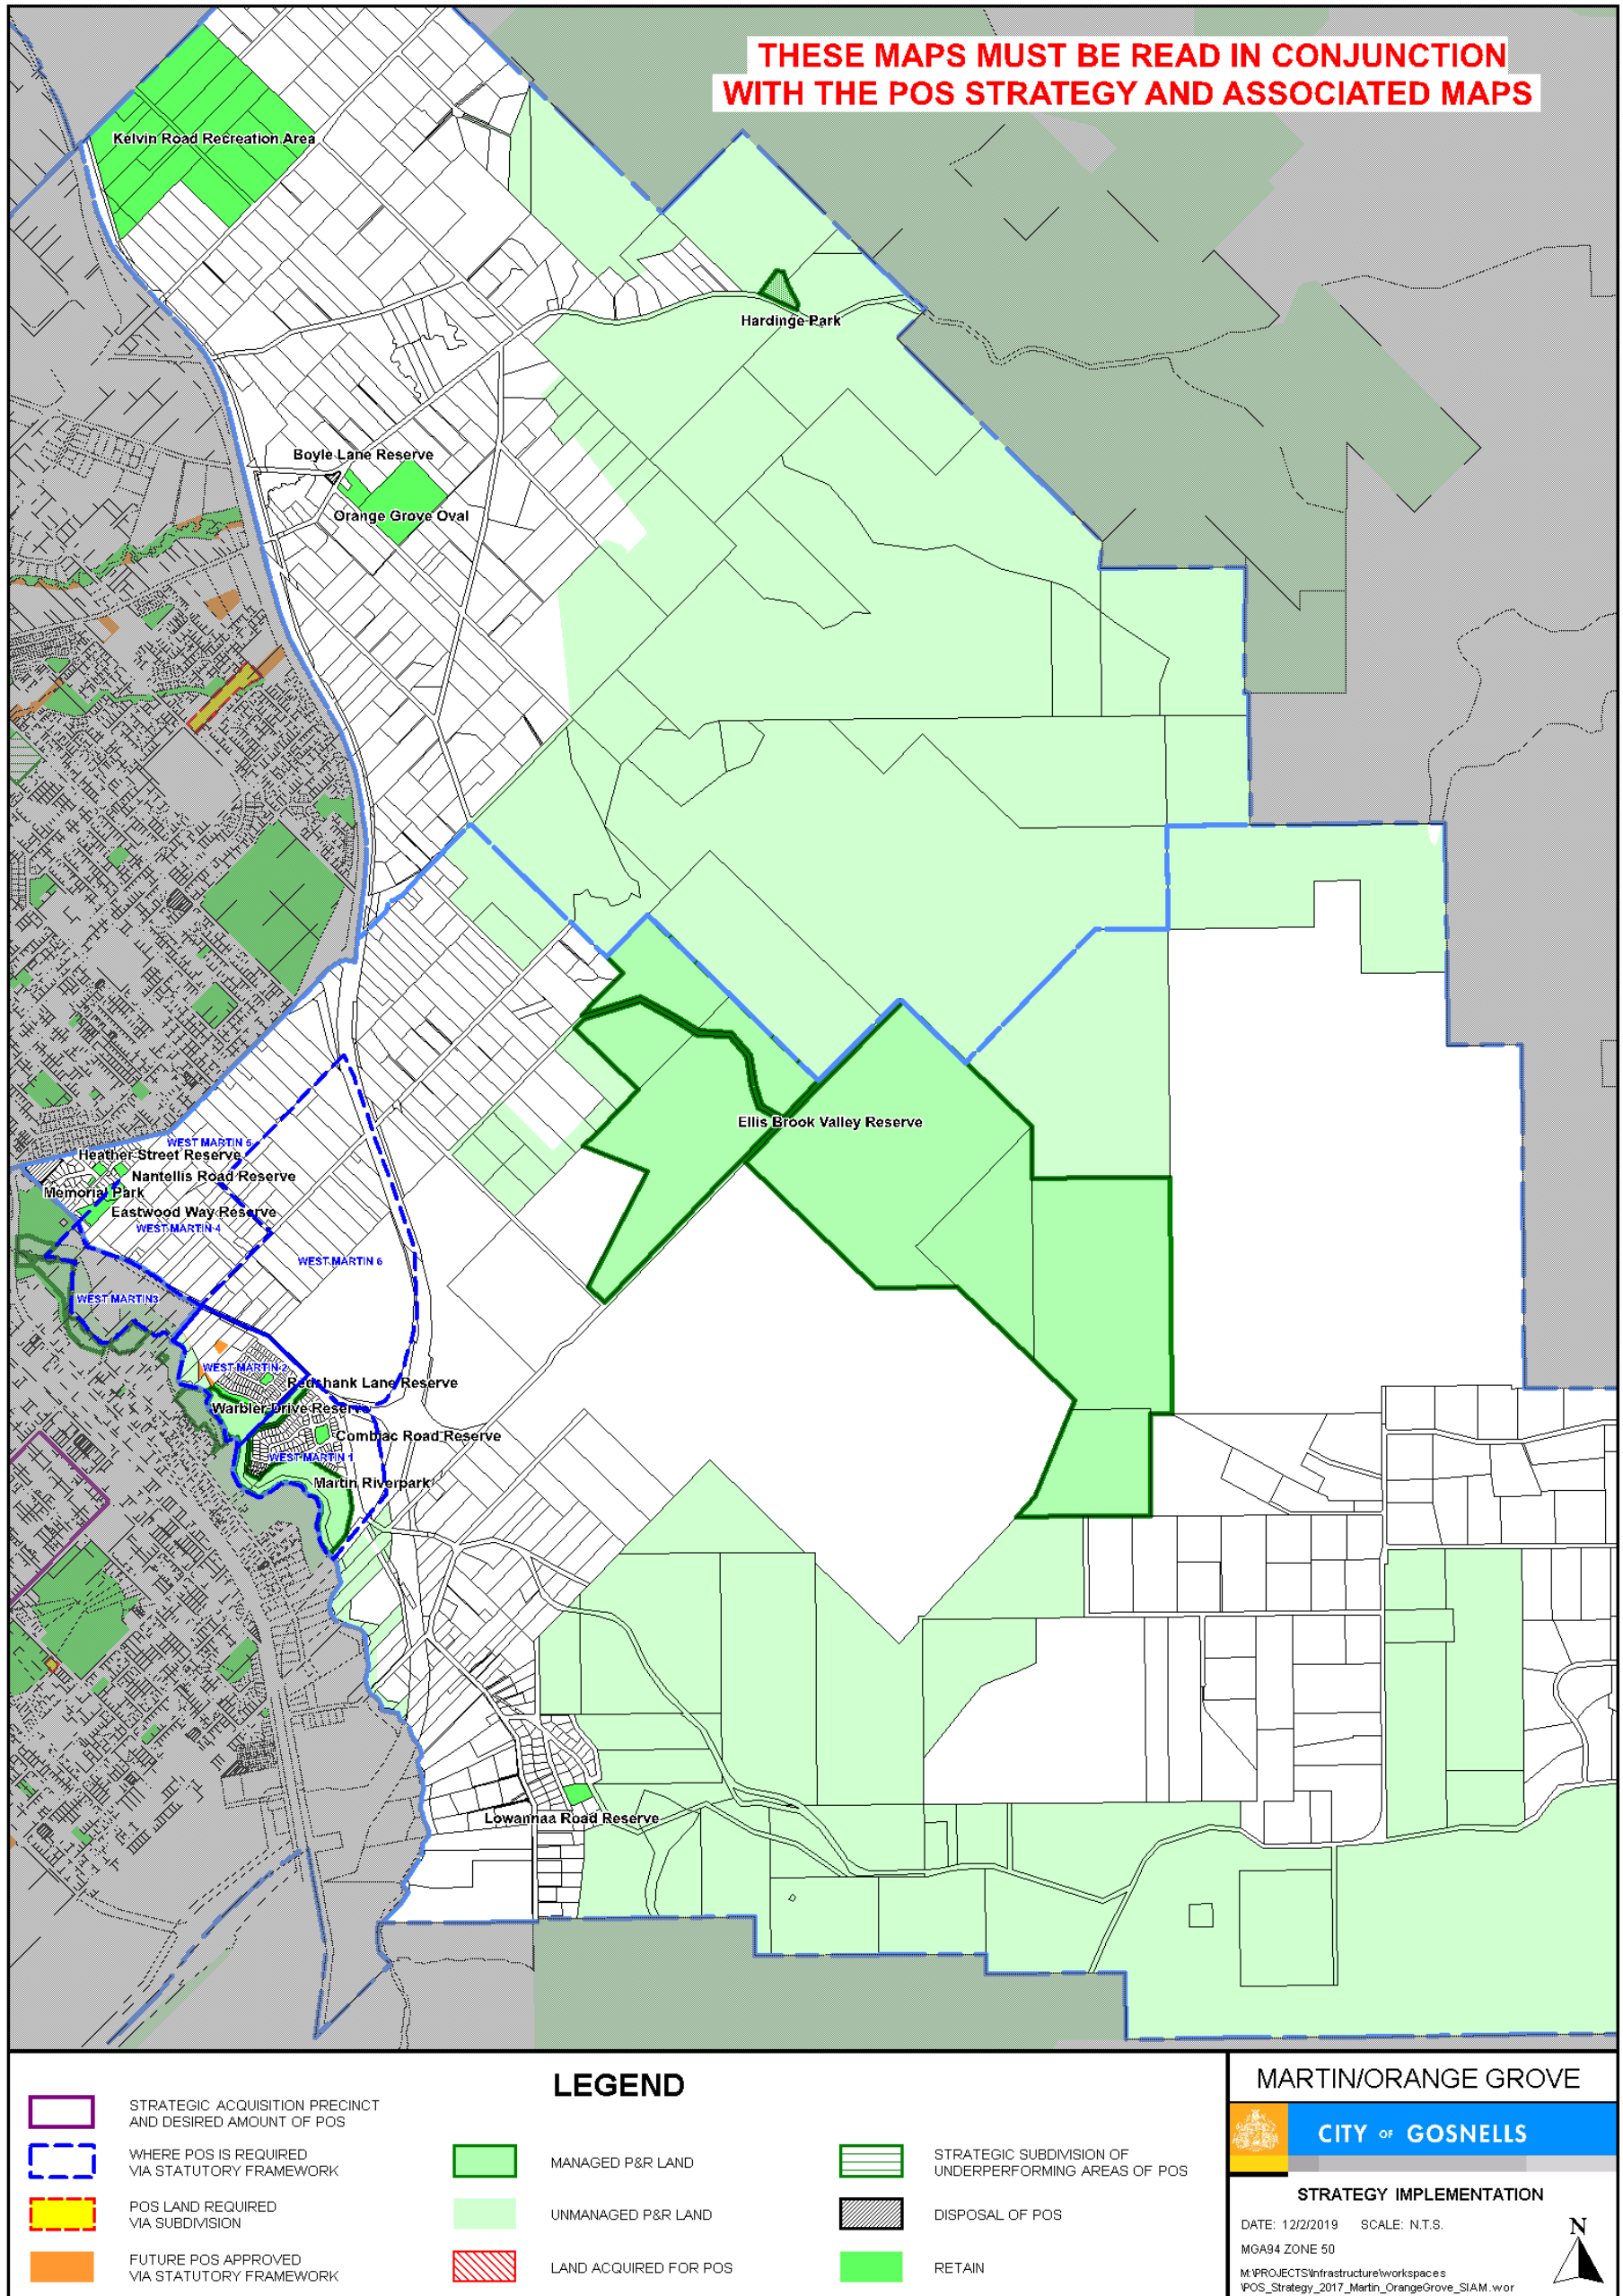 THESE MAPS MUST BE READ IN CONJUNCTION
WITH THE POS STRATEGY AND ASSOCIATED MAPS
Kelvin Road Recreation Area
Hardinge Park
Boyle Lane Reserve
Orange Grove Oval
Ellis Brook Valley Reserve
WEST MARTIN 5
Heather Street Reserve
Nantellis Road Reserve
Memorial Park
Eastwood Way Reserve
WEST MARTIN 4
WEST MARTIN 6
WEST MARTIN3
WEST MARTIN 2
Redshank Lane Reserve
Warbler Drive Reserve
Combiac Road Reserve
WEST MARTIN 1
Martin Riverpark
Lowannaa Road Reserve
LEGEND
STRATEGIC ACQUISITION PRECINCT
AND DESIRED AMOUNT OF POS
WHERE POS IS REQUIRED
VIA STATUTORY FRAMEWORK
POS LAND REQUIRED
VIA SUBDIVISION
FUTURE POS APPROVED
VIA STATUTORY FRAMEWORK
MANAGED P&R LAND
UNMANAGED P&R LAND
LAND ACQUIRED FOR POS
STRATEGIC SUBDIVISION OF
UNDERPERFORMING AREAS OF POS
DISPOSAL OF POS
RETAIN
MARTIN/ORANGE GROVE
CITY OF GOSNELLS
STRATEGY IMPLEMENTATION
DATE: 12/2/2019 SCALE: N.T.S.
MGA94 ZONE 50
N
M:\PROJECTS\Infrastructure\workspaces
\POS_Strategy_2017_Martin_OrangeGrove_SIAM.wor